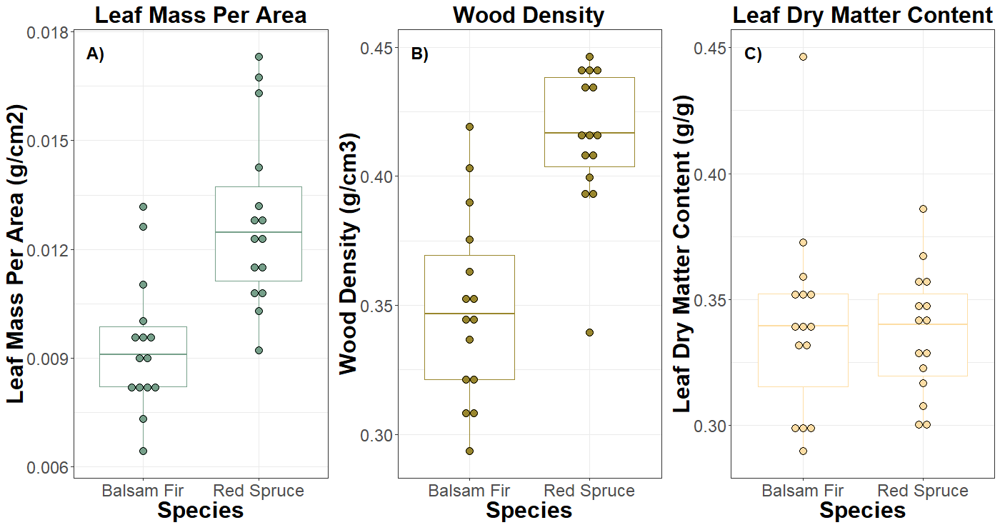 Leaf Mass Per Area
A)
Leaf Mass Per Area (g/cm2)
0.018
0.015
0.012
0.009
0.006
Balsam Fir Red Spruce
Species
Wood Density
B)
Wood Density (g/cm3)
0.45
0.40
0.35
0.30
Balsam Fir Red Spruce
Species
Leaf Dry Matter Content
C)
Leaf Dry Matter Content (g/g)
0.45
0.40
0.35
0.30
Balsam Fir Red Spruce
Species